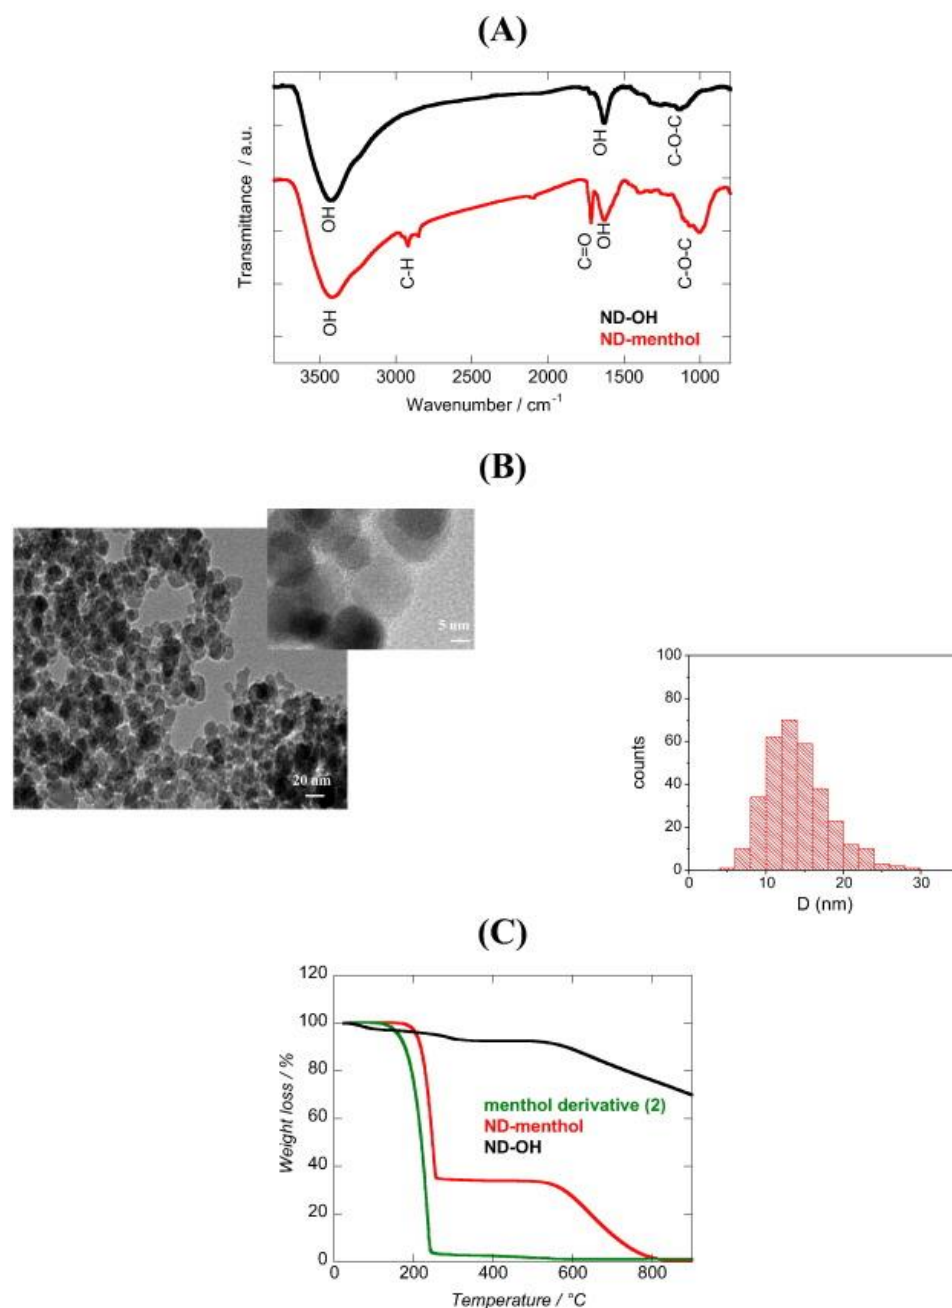 (A)
Transmittance / a.u.
OH
OH
C-O-C
OH
C-H
C=O
OH
C-O-C
ND-OH
ND-menthol
3500 3000 2500 2000 1500 1000
Wavenumber / cm⁻¹
(B)
5 nm
20 nm
100
80
60
40
20
0
counts
0 10 20 30
D (nm)
(C)
120
100
80
60
40
20
0
Weight loss / %
menthol derivative (2)
ND-menthol
ND-OH
0 200 400 600 800
Temperature / °C